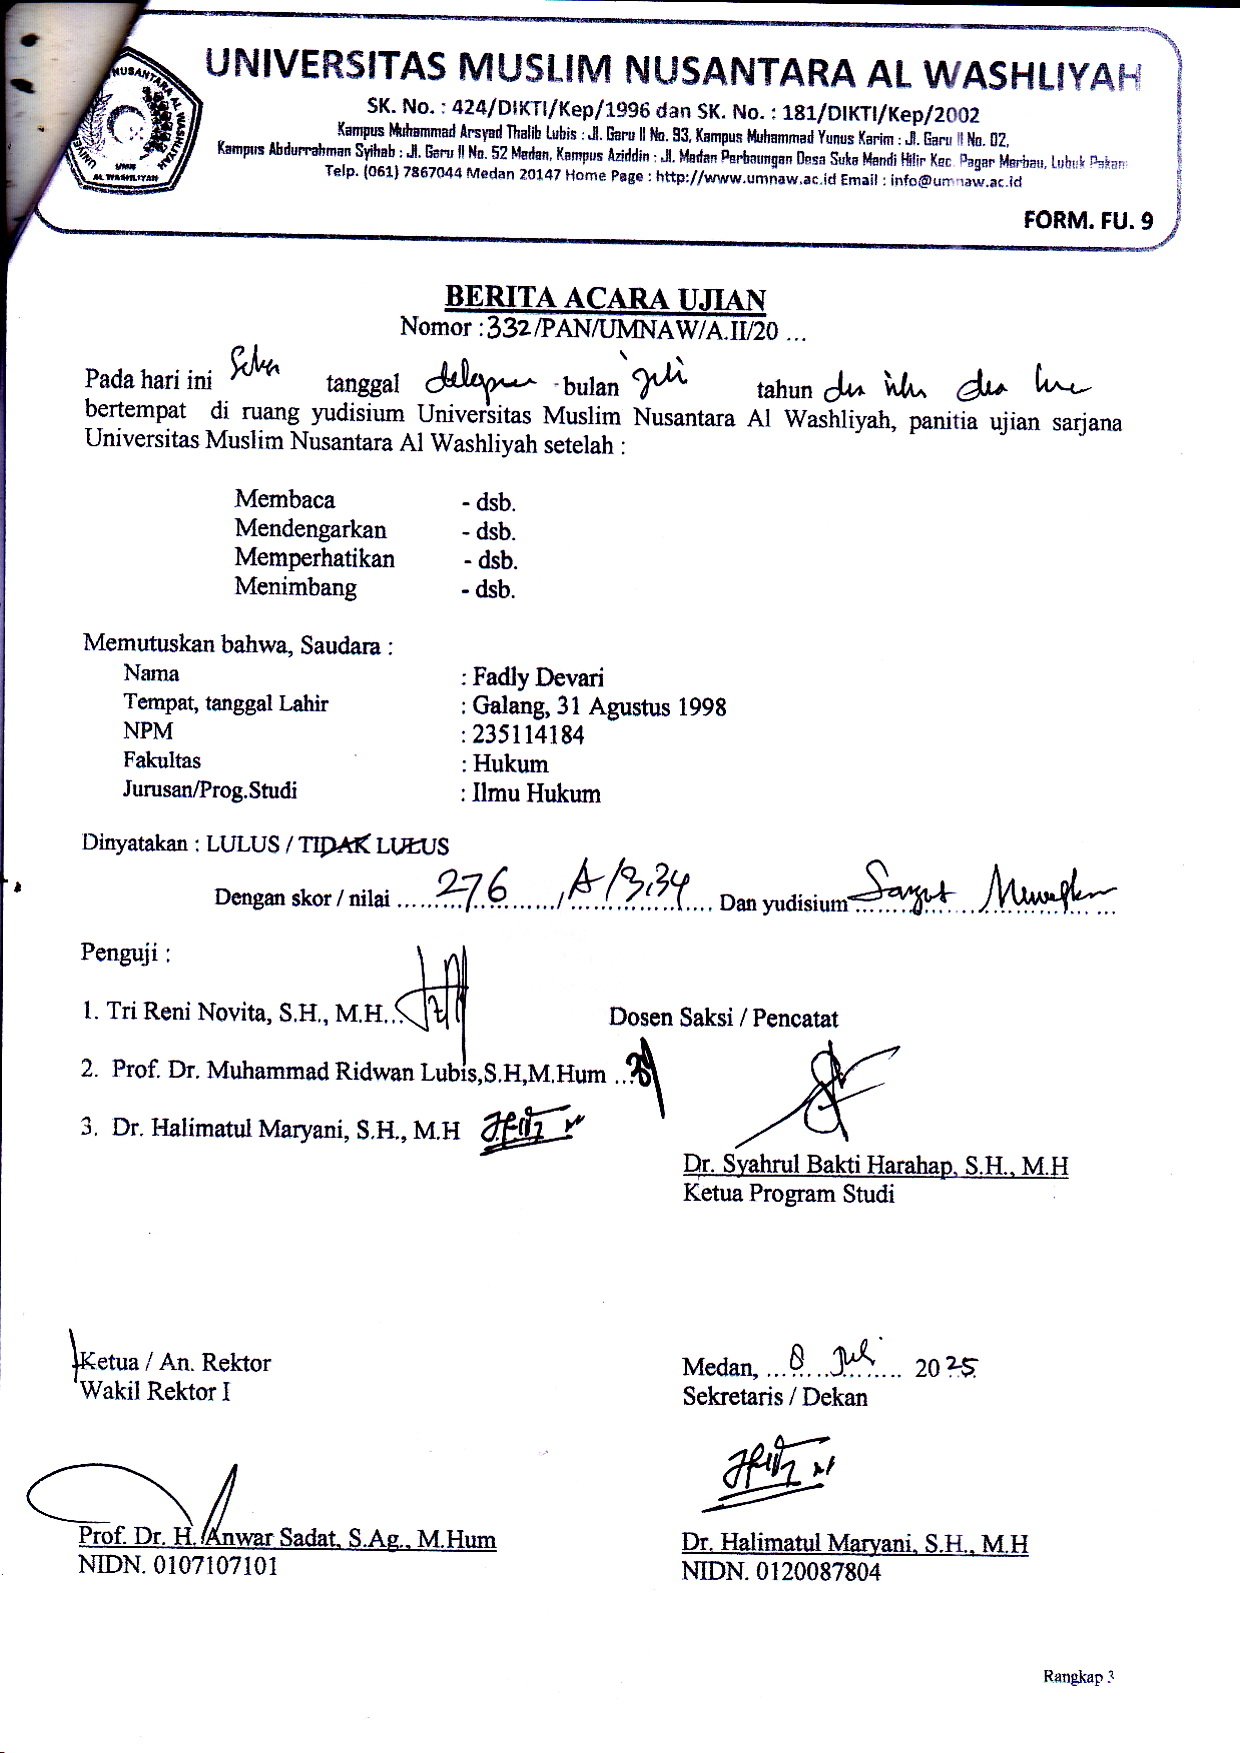 UNIVERSITAS MUSLIM NUSANTARA AL WASHLIYAH
SK. No. : 424/DIKTI/Kep/1996 dan SK. No. : 181/DIKTI/Kep/2002
Kampus Muhammad Arsyad Thalib Lubis : Jl. Garu II No. 93, Kampus Muhammad Yunus Karim : Jl. Garu II No. 02,
Kampus Abdurrahman Syihab : Jl. Garu II No. 52 Medan, Kampus Aziddin : Jl. Medan Perbaungan Desa Suka Mandi Hilir Kec. Pagar Merbau, Lubuk Pakam
Telp. (061) 7867044 Medan 20147 Home Page : http://www.umnaw.ac.id Email : info@umnaw.ac.id
NUSANTARA AL WASHLIYAH
UMNW
AL WASHLIYAH
FORM. FU. 9
BERITA ACARA UJIAN
Nomor : 332/PAN/UMNAW/A.II/20 ...
Pada hari ini Selasa tanggal delapan bulan Juli tahun dua ribu dua lima
bertempat di ruang yudisium Universitas Muslim Nusantara Al Washliyah, panitia ujian sarjana
Universitas Muslim Nusantara Al Washliyah setelah :
Membaca - dsb.
Mendengarkan - dsb.
Memperhatikan - dsb.
Menimbang - dsb.
Memutuskan bahwa, Saudara :
Nama : Fadly Devari
Tempat, tanggal Lahir : Galang, 31 Agustus 1998
NPM : 235114184
Fakultas : Hukum
Jurusan/Prog.Studi : Ilmu Hukum
Dinyatakan : LULUS / TIDAK LULUS
Dengan skor / nilai ... 276 ... / A/3,34 ... Dan yudisium Sangat Memuaskan
Penguji :
1. Tri Reni Novita, S.H., M.H...
Dosen Saksi / Pencatat
2. Prof. Dr. Muhammad Ridwan Lubis,S.H,M.Hum ...
3. Dr. Halimatul Maryani, S.H., M.H
Dr. Syahrul Bakti Harahap, S.H., M.H
Ketua Program Studi
Ketua / An. Rektor
Wakil Rektor I
Medan, ... 8 Juli ... 2025
Sekretaris / Dekan
Prof. Dr. H. Anwar Sadat, S.Ag., M.Hum
NIDN. 0107107101
Dr. Halimatul Maryani, S.H., M.H
NIDN. 0120087804
Rangkap 3